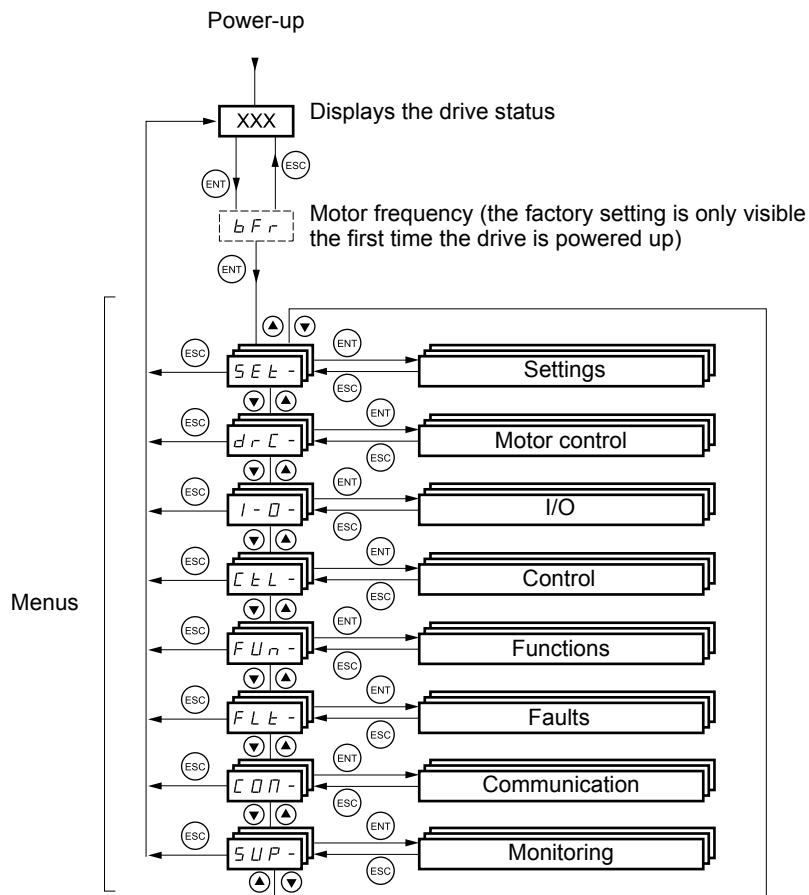 Power-up
XXX
Displays the drive status
ENT
ESC
bFr
Motor frequency (the factory setting is only visible
the first time the drive is powered up)
ENT
Menus
ESC
SEt-
ENT
ESC
Settings
ESC
drC-
ENT
ESC
Motor control
ESC
I-O-
ENT
ESC
I/O
ESC
CtL-
ENT
ESC
Control
ESC
FUn-
ENT
ESC
Functions
ESC
FLt-
ENT
ESC
Faults
ESC
COM-
ENT
ESC
Communication
ESC
SUP-
ENT
ESC
Monitoring